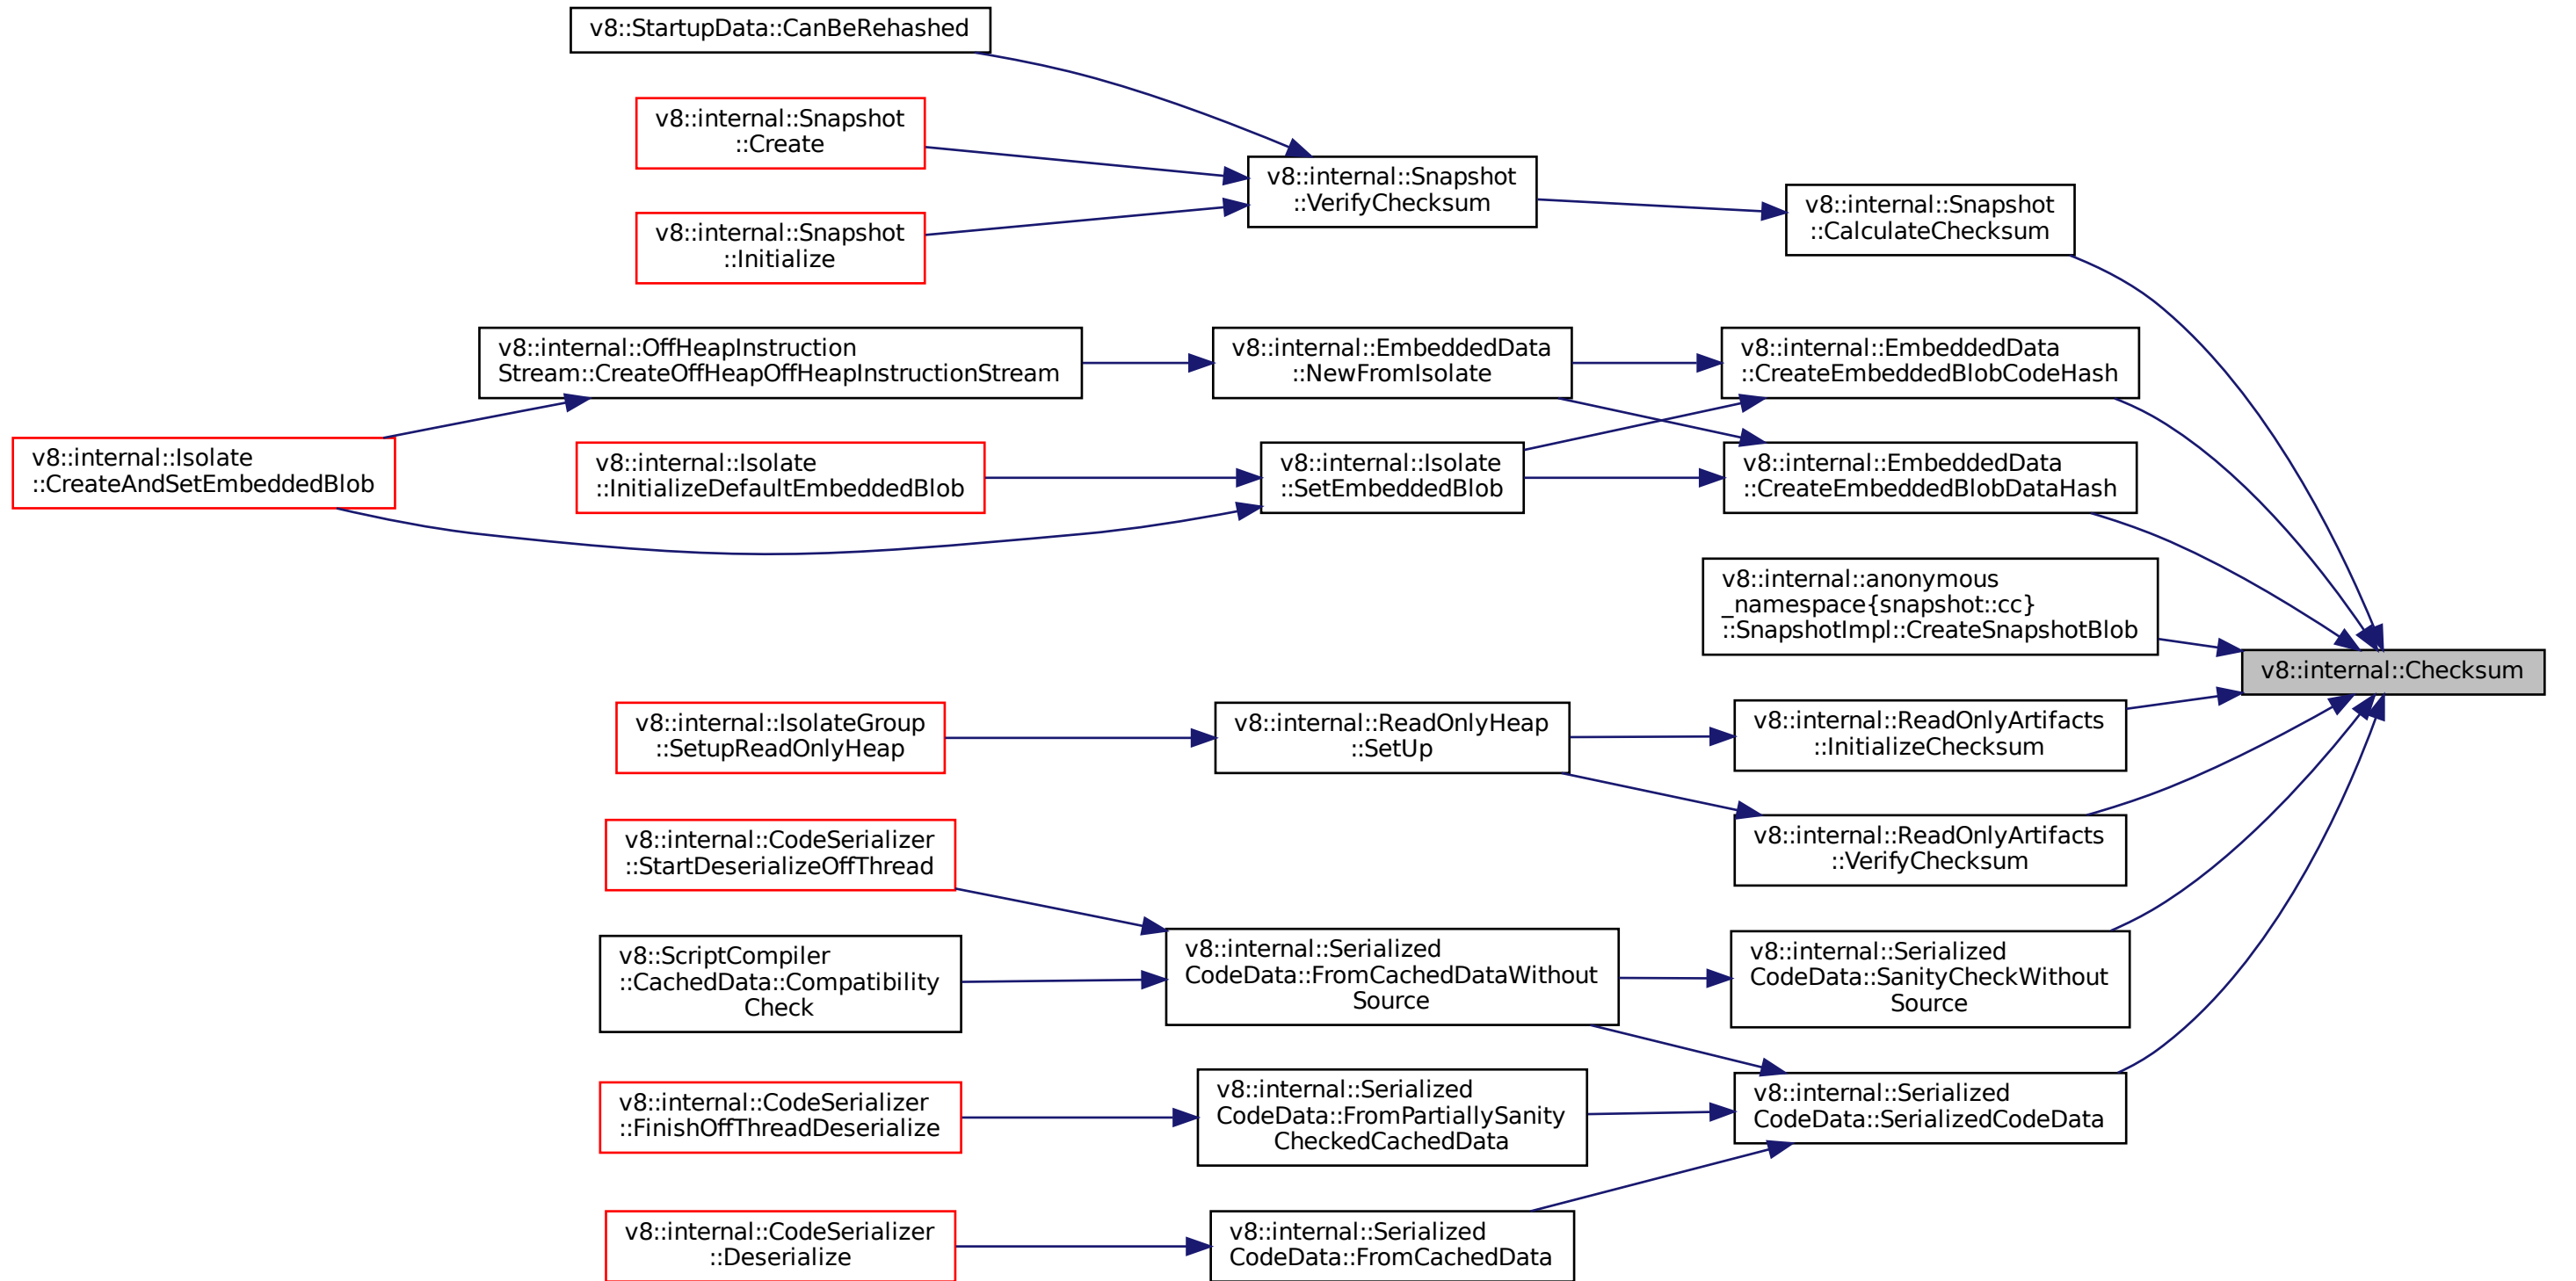 v8::StartupData::CanBeRehashed
v8::internal::Snapshot
::Create
v8::internal::Snapshot
::VerifyChecksum
v8::internal::Snapshot
::CalculateChecksum
v8::internal::Snapshot
::Initialize
v8::internal::OffHeapInstruction
Stream::CreateOffHeapOffHeapInstructionStream
v8::internal::EmbeddedData
::NewFromIsolate
v8::internal::EmbeddedData
::CreateEmbeddedBlobCodeHash
v8::internal::Isolate
::CreateAndSetEmbeddedBlob
v8::internal::Isolate
::InitializeDefaultEmbeddedBlob
v8::internal::Isolate
::SetEmbeddedBlob
v8::internal::EmbeddedData
::CreateEmbeddedBlobDataHash
v8::internal::anonymous
_namespace{snapshot::cc}
::SnapshotImpl::CreateSnapshotBlob
v8::internal::Checksum
v8::internal::IsolateGroup
::SetupReadOnlyHeap
v8::internal::ReadOnlyHeap
::SetUp
v8::internal::ReadOnlyArtifacts
::InitializeChecksum
v8::internal::CodeSerializer
::StartDeserializeOffThread
v8::internal::ReadOnlyArtifacts
::VerifyChecksum
v8::ScriptCompiler
::CachedData::Compatibility
Check
v8::internal::Serialized
CodeData::FromCachedDataWithout
Source
v8::internal::Serialized
CodeData::SanityCheckWithout
Source
v8::internal::CodeSerializer
::FinishOffThreadDeserialize
v8::internal::Serialized
CodeData::FromPartiallySanity
CheckedCachedData
v8::internal::Serialized
CodeData::SerializedCodeData
v8::internal::CodeSerializer
::Deserialize
v8::internal::Serialized
CodeData::FromCachedData